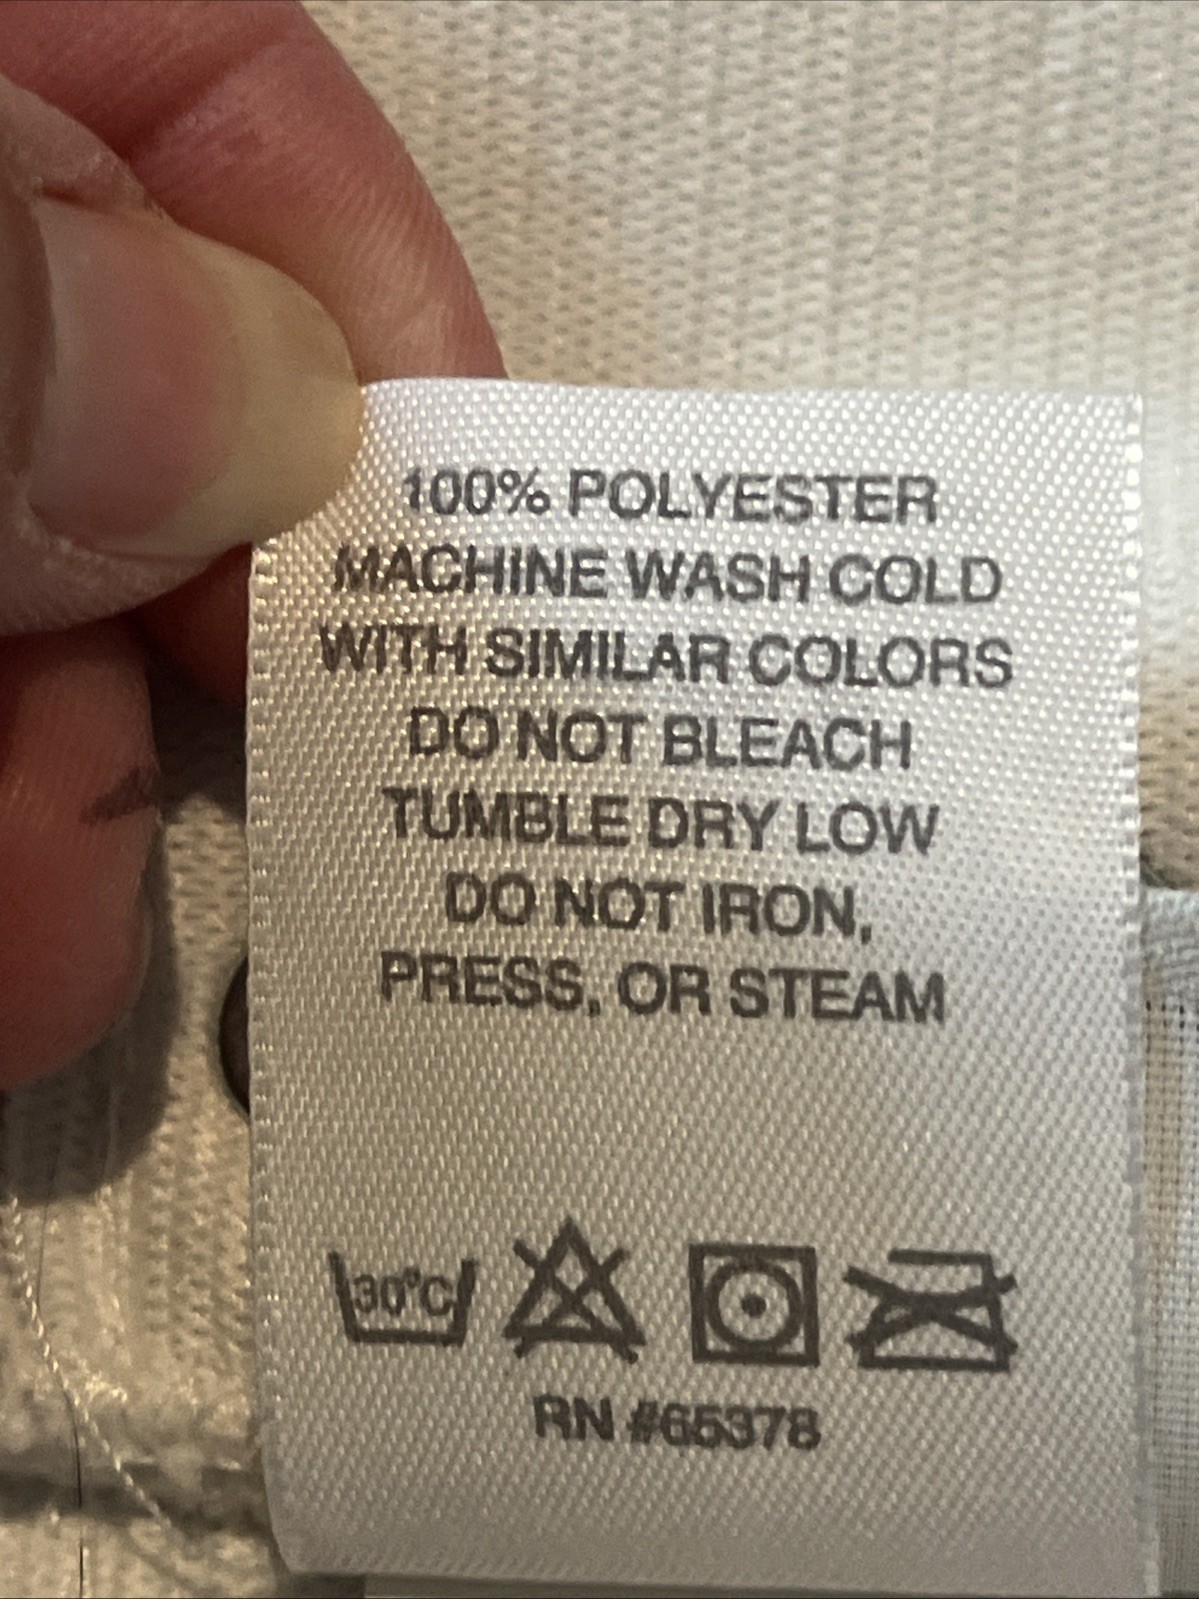 100% POLYESTER
MACHINE WASH COLD
WITH SIMILAR COLORS
DO NOT BLEACH
TUMBLE DRY LOW
DO NOT IRON,
PRESS, OR STEAM
30°C
RN #65378